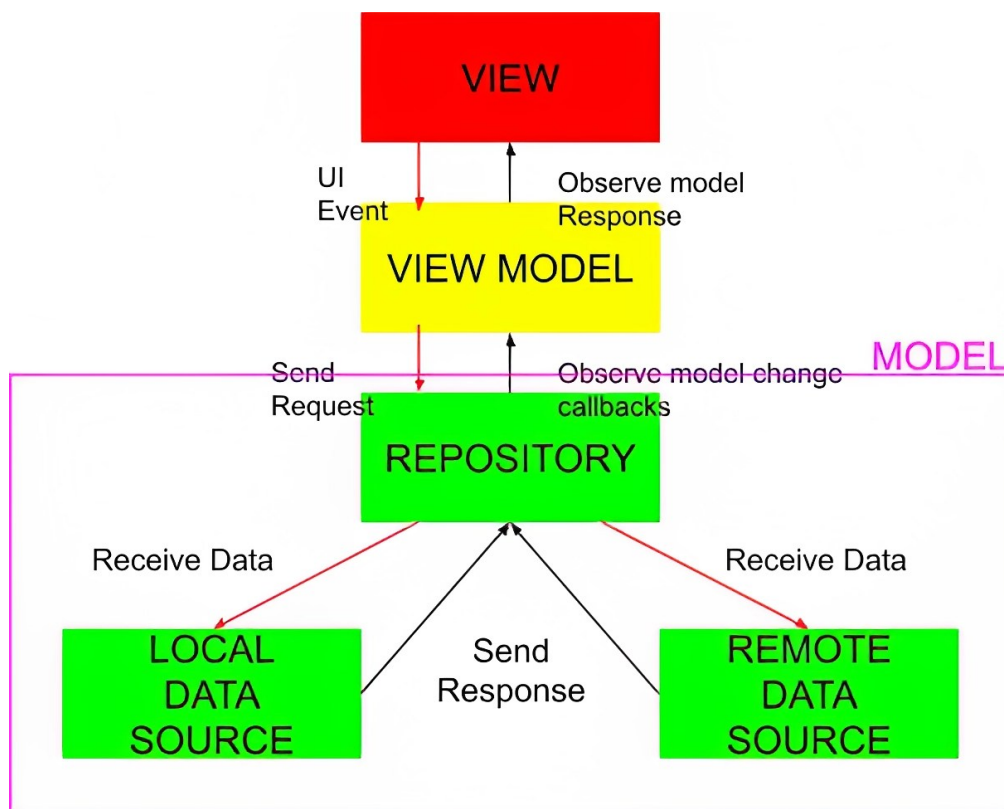 VIEW
UI
Event
Observe model
Response
VIEW MODEL
MODEL
Send
Request
Observe model change
callbacks
REPOSITORY
Receive Data
Receive Data
LOCAL
DATA
SOURCE
Send
Response
REMOTE
DATA
SOURCE